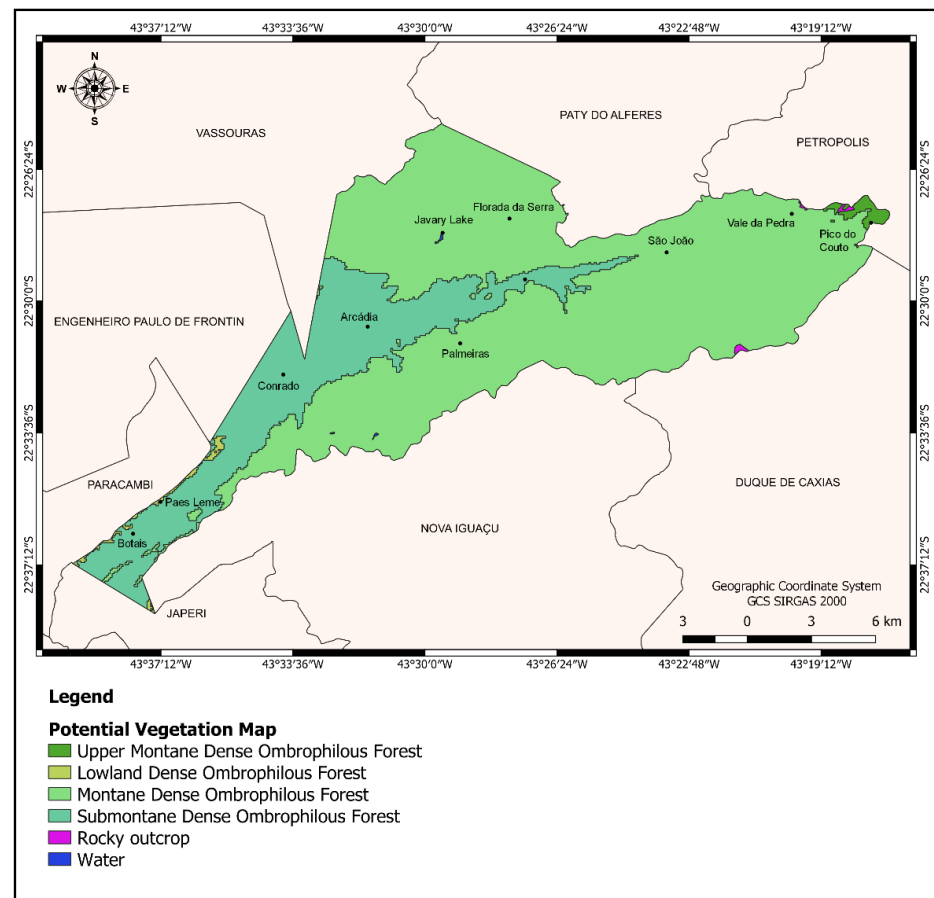 43°37'12"W 43°33'36"W 43°30'0"W 43°26'24"W 43°22'48"W 43°19'12"W
N
W E
S
PATY DO ALFERES
VASSOURAS
PETROPOLIS
22°26'24"S
22°26'24"S
Florada da Serra
Javary Lake
Vale da Pedra
Pico do
Couto
São João
22°30'0"S
22°30'0"S
Arcádia
ENGENHEIRO PAULO DE FRONTIN
Palmeiras
Conrado
22°33'36"S
22°33'36"S
PARACAMBI
DUQUE DE CAXIAS
Paes Leme
NOVA IGUAÇU
Botais
22°37'12"S
22°37'12"S
Geographic Coordinate System
GCS SIRGAS 2000
JAPERI
3 0 3 6 km
43°37'12"W 43°33'36"W 43°30'0"W 43°26'24"W 43°22'48"W 43°19'12"W
Legend
Potential Vegetation Map
Upper Montane Dense Ombrophilous Forest
Lowland Dense Ombrophilous Forest
Montane Dense Ombrophilous Forest
Submontane Dense Ombrophilous Forest
Rocky outcrop
Water